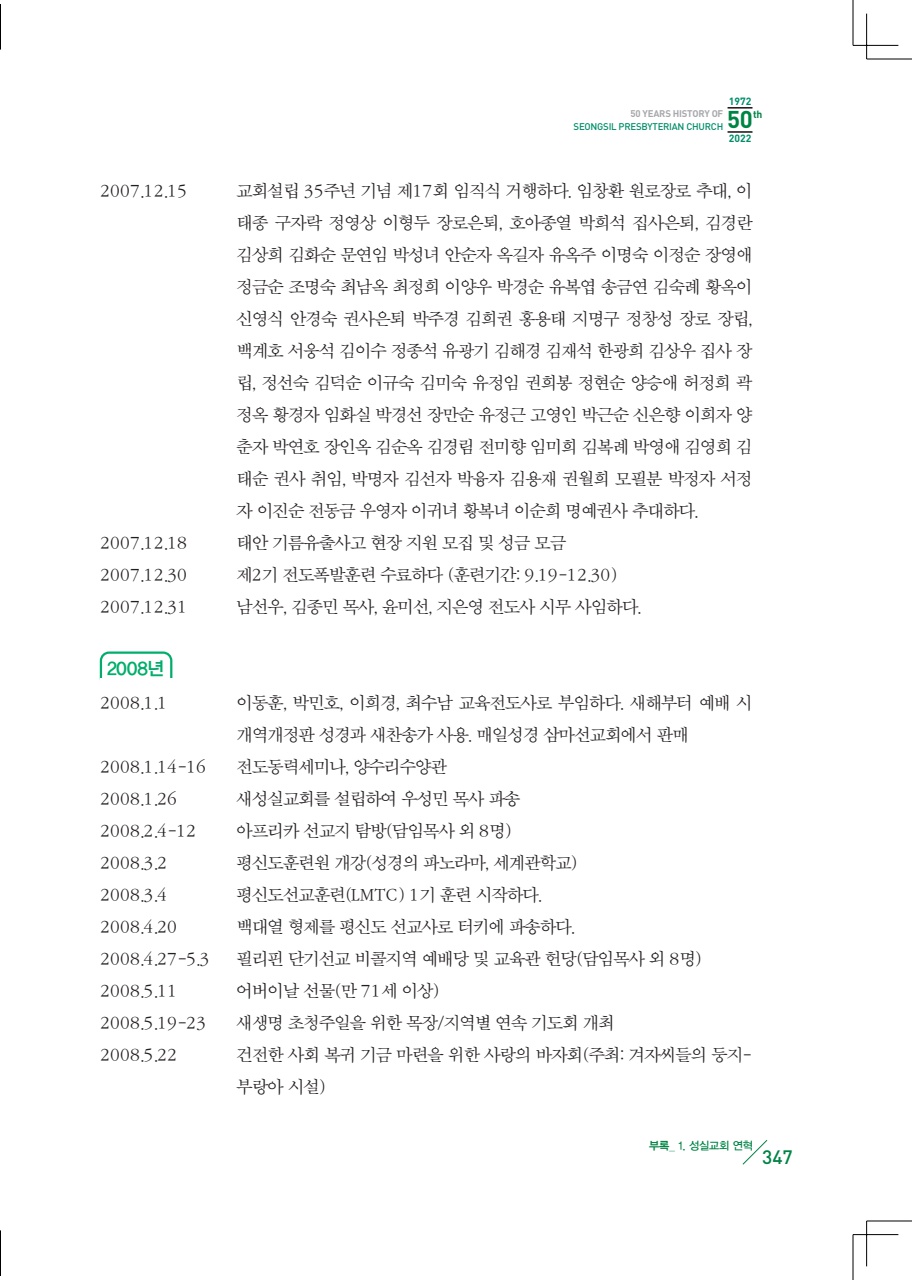 1972
50 YEARS HISTORY OF
SEONGSIL PRESBYTERIAN CHURCH
50th
2022
2007.12.15 교회설립 35주년 기념 제17회 임직식 거행하다. 임창환 원로장로 추대, 이
태종 구자락 정영상 이형두 장로은퇴, 호아종열 박희석 집사은퇴, 김경란
김상희 김화순 문연임 박성녀 안순자 옥길자 유옥주 이명숙 이정순 장영애
정금순 조명숙 최남옥 최정희 이양우 박경순 유복엽 송금연 김숙례 황옥이
신영식 안경숙 권사은퇴 박주경 김희권 홍용태 지명구 정창성 장로 장립,
백계호 서웅석 김이수 정종석 유광기 김해경 김재석 한광희 김상우 집사 장
립, 정선숙 김덕순 이규숙 김미숙 유정임 권희봉 정현순 양승애 허정희 곽
정옥 황경자 임화실 박경선 장만순 유정근 고영인 박근순 신은향 이희자 양
춘자 박연호 장인옥 김순옥 김경림 전미향 임미희 김복례 박영애 김영희 김
태순 권사 취임, 박명자 김선자 박융자 김용재 권월희 모필분 박정자 서정
자 이진순 전동금 우영자 이귀녀 황복녀 이순희 명예권사 추대하다.
2007.12.18 태안 기름유출사고 현장 지원 모집 및 성금 모금
2007.12.30 제2기 전도폭발훈련 수료하다 (훈련기간: 9.19-12.30)
2007.12.31 남선우, 김종민 목사, 윤미선, 지은영 전도사 시무 사임하다.
2008년
2008.1.1 이동훈, 박민호, 이희경, 최수남 교육전도사로 부임하다. 새해부터 예배 시
개역개정판 성경과 새찬송가 사용. 매일성경 삼마선교회에서 판매
2008.1.14-16 전도동력세미나, 양수리수양관
2008.1.26 새성실교회를 설립하여 우성민 목사 파송
2008.2.4-12 아프리카 선교지 탐방(담임목사 외 8명)
2008.3.2 평신도훈련원 개강(성경의 파노라마, 세계관학교)
2008.3.4 평신도선교훈련(LMTC) 1기 훈련 시작하다.
2008.4.20 백대열 형제를 평신도 선교사로 터키에 파송하다.
2008.4.27-5.3 필리핀 단기선교 비콜지역 예배당 및 교육관 헌당(담임목사 외 8명)
2008.5.11 어버이날 선물(만 71세 이상)
2008.5.19-23 새생명 초청주일을 위한 목장/지역별 연속 기도회 개최
2008.5.22 건전한 사회 복귀 기금 마련을 위한 사랑의 바자회(주최: 겨자씨들의 둥지-
부랑아 시설)
부록_ 1. 성실교회 연혁 347